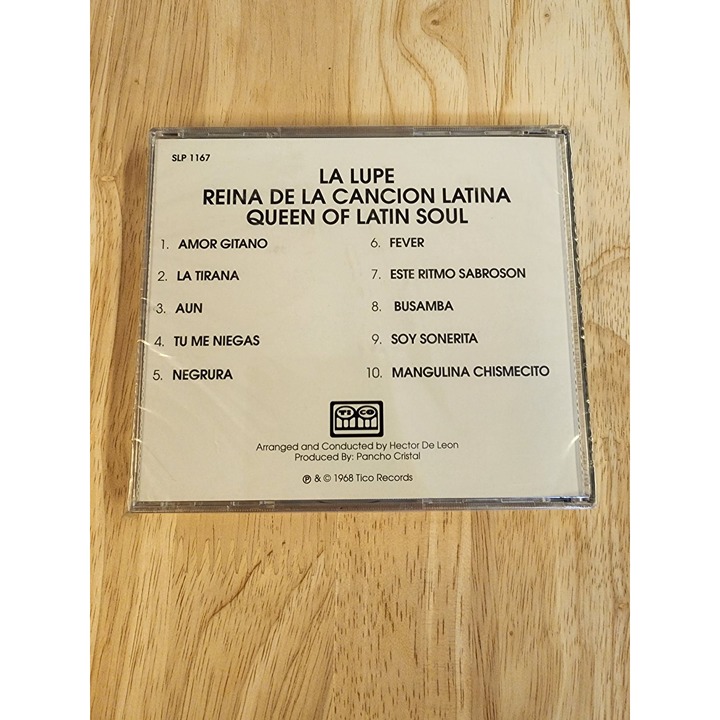 SLP 1167
LA LUPE
REINA DE LA CANCION LATINA
QUEEN OF LATIN SOUL
1. AMOR GITANO
2. LA TIRANA
3. AUN
4. TU ME NIEGAS
5. NEGRURA
6. FEVER
7. ESTE RITMO SABROSON
8. BUSAMBA
9. SOY SONERITA
10. MANGULINA CHISMECITO
TICO
Arranged and Conducted by Hector De Leon
Produced By: Pancho Cristal
℗ & © 1968 Tico Records